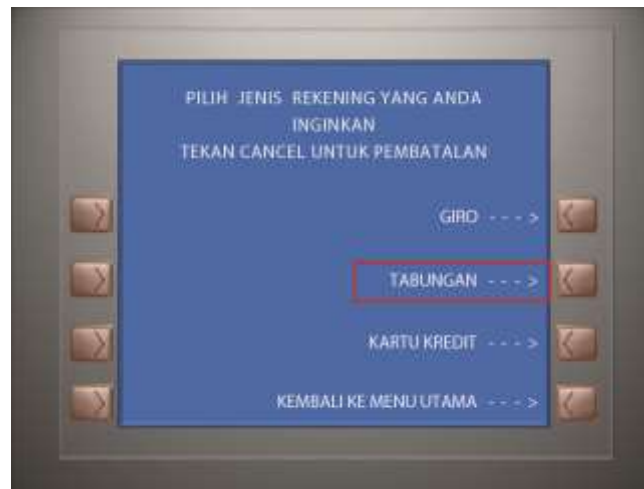 PILIH JENIS REKENING YANG ANDA
INGINKAN
TEKAN CANCEL UNTUK PEMBATALAN
GIRO - - - >
TABUNGAN - - - >
KARTU KREDIT - - - >
KEMBALI KE MENU UTAMA - - - >